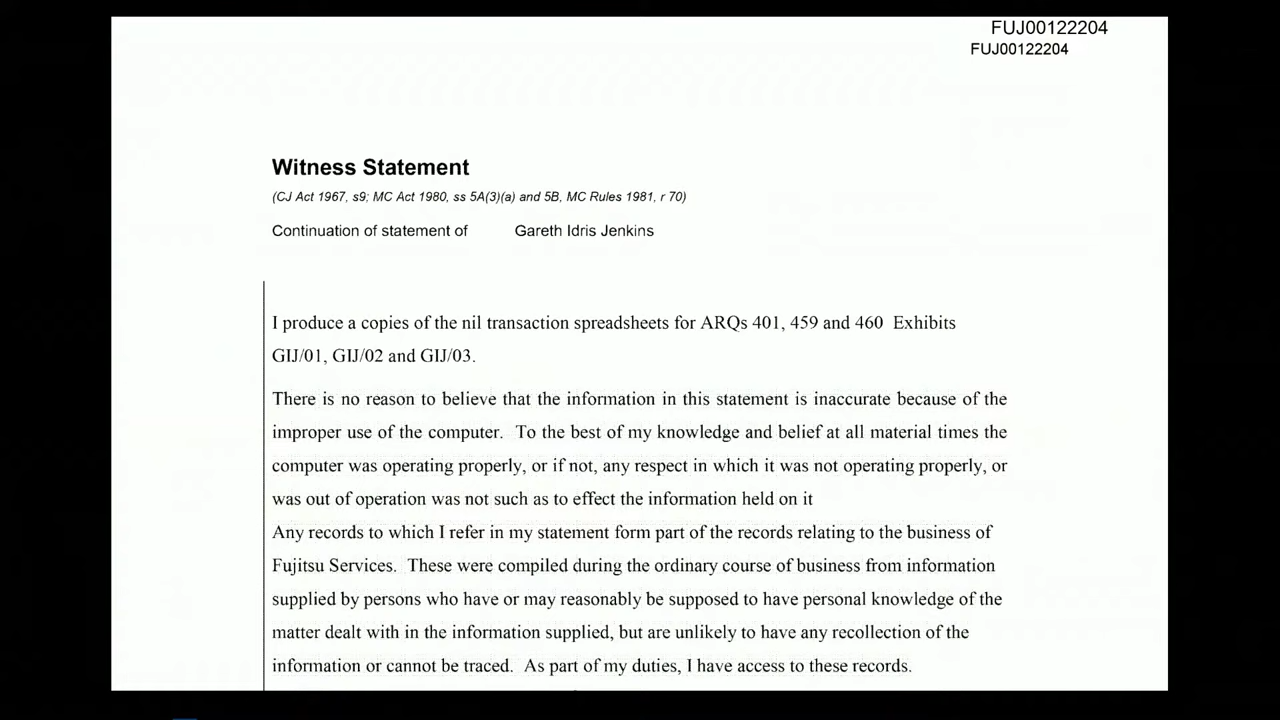 FUJ00122204
FUJ00122204
Witness Statement
(CJ Act 1967, s9; MC Act 1980, ss 5A(3)(a) and 5B, MC Rules 1981, r 70)
Continuation of statement of Gareth Idris Jenkins
I produce a copies of the nil transaction spreadsheets for ARQs 401, 459 and 460 Exhibits
GIJ/01, GIJ/02 and GIJ/03.
There is no reason to believe that the information in this statement is inaccurate because of the
improper use of the computer. To the best of my knowledge and belief at all material times the
computer was operating properly, or if not, any respect in which it was not operating properly, or
was out of operation was not such as to effect the information held on it
Any records to which I refer in my statement form part of the records relating to the business of
Fujitsu Services. These were compiled during the ordinary course of business from information
supplied by persons who have or may reasonably be supposed to have personal knowledge of the
matter dealt with in the information supplied, but are unlikely to have any recollection of the
information or cannot be traced. As part of my duties, I have access to these records.